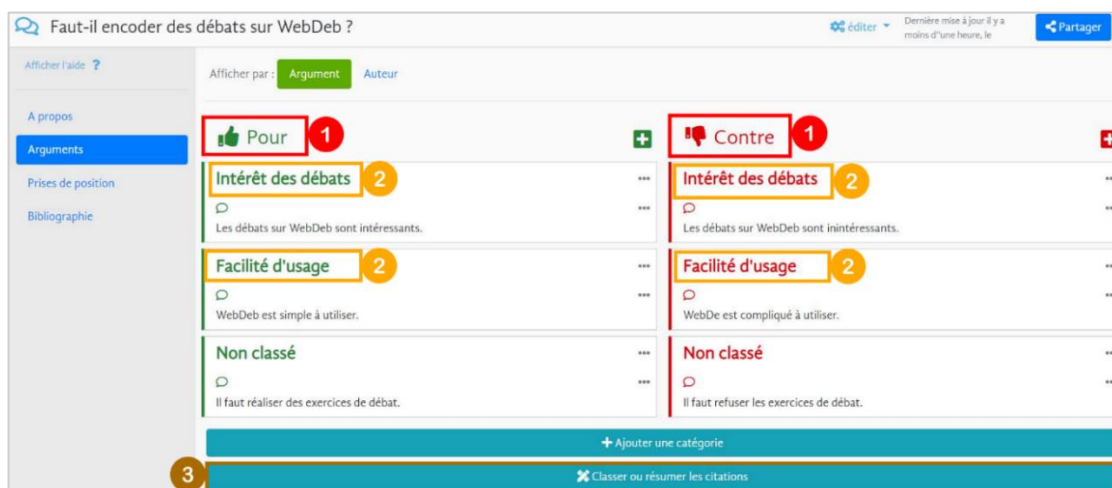 Faut-il encoder des débats sur WebDeb ?
éditer
Dernière mise à jour il y a
moins d"une heure, le
Partager
Afficher l'aide ?
Afficher par : Argument Auteur
A propos
Arguments
Prises de position
Bibliographie
Pour 1
Contre 1
Intérêt des débats 2
Les débats sur WebDeb sont intéressants.
Intérêt des débats 2
Les débats sur WebDeb sont inintéressants.
Facilité d'usage 2
WebDeb est simple à utiliser.
Facilité d'usage 2
WebDe est compliqué à utiliser.
Non classé
Il faut réaliser des exercices de débat.
Non classé
Il faut refuser les exercices de débat.
+ Ajouter une catégorie
3
Classer ou résumer les citations